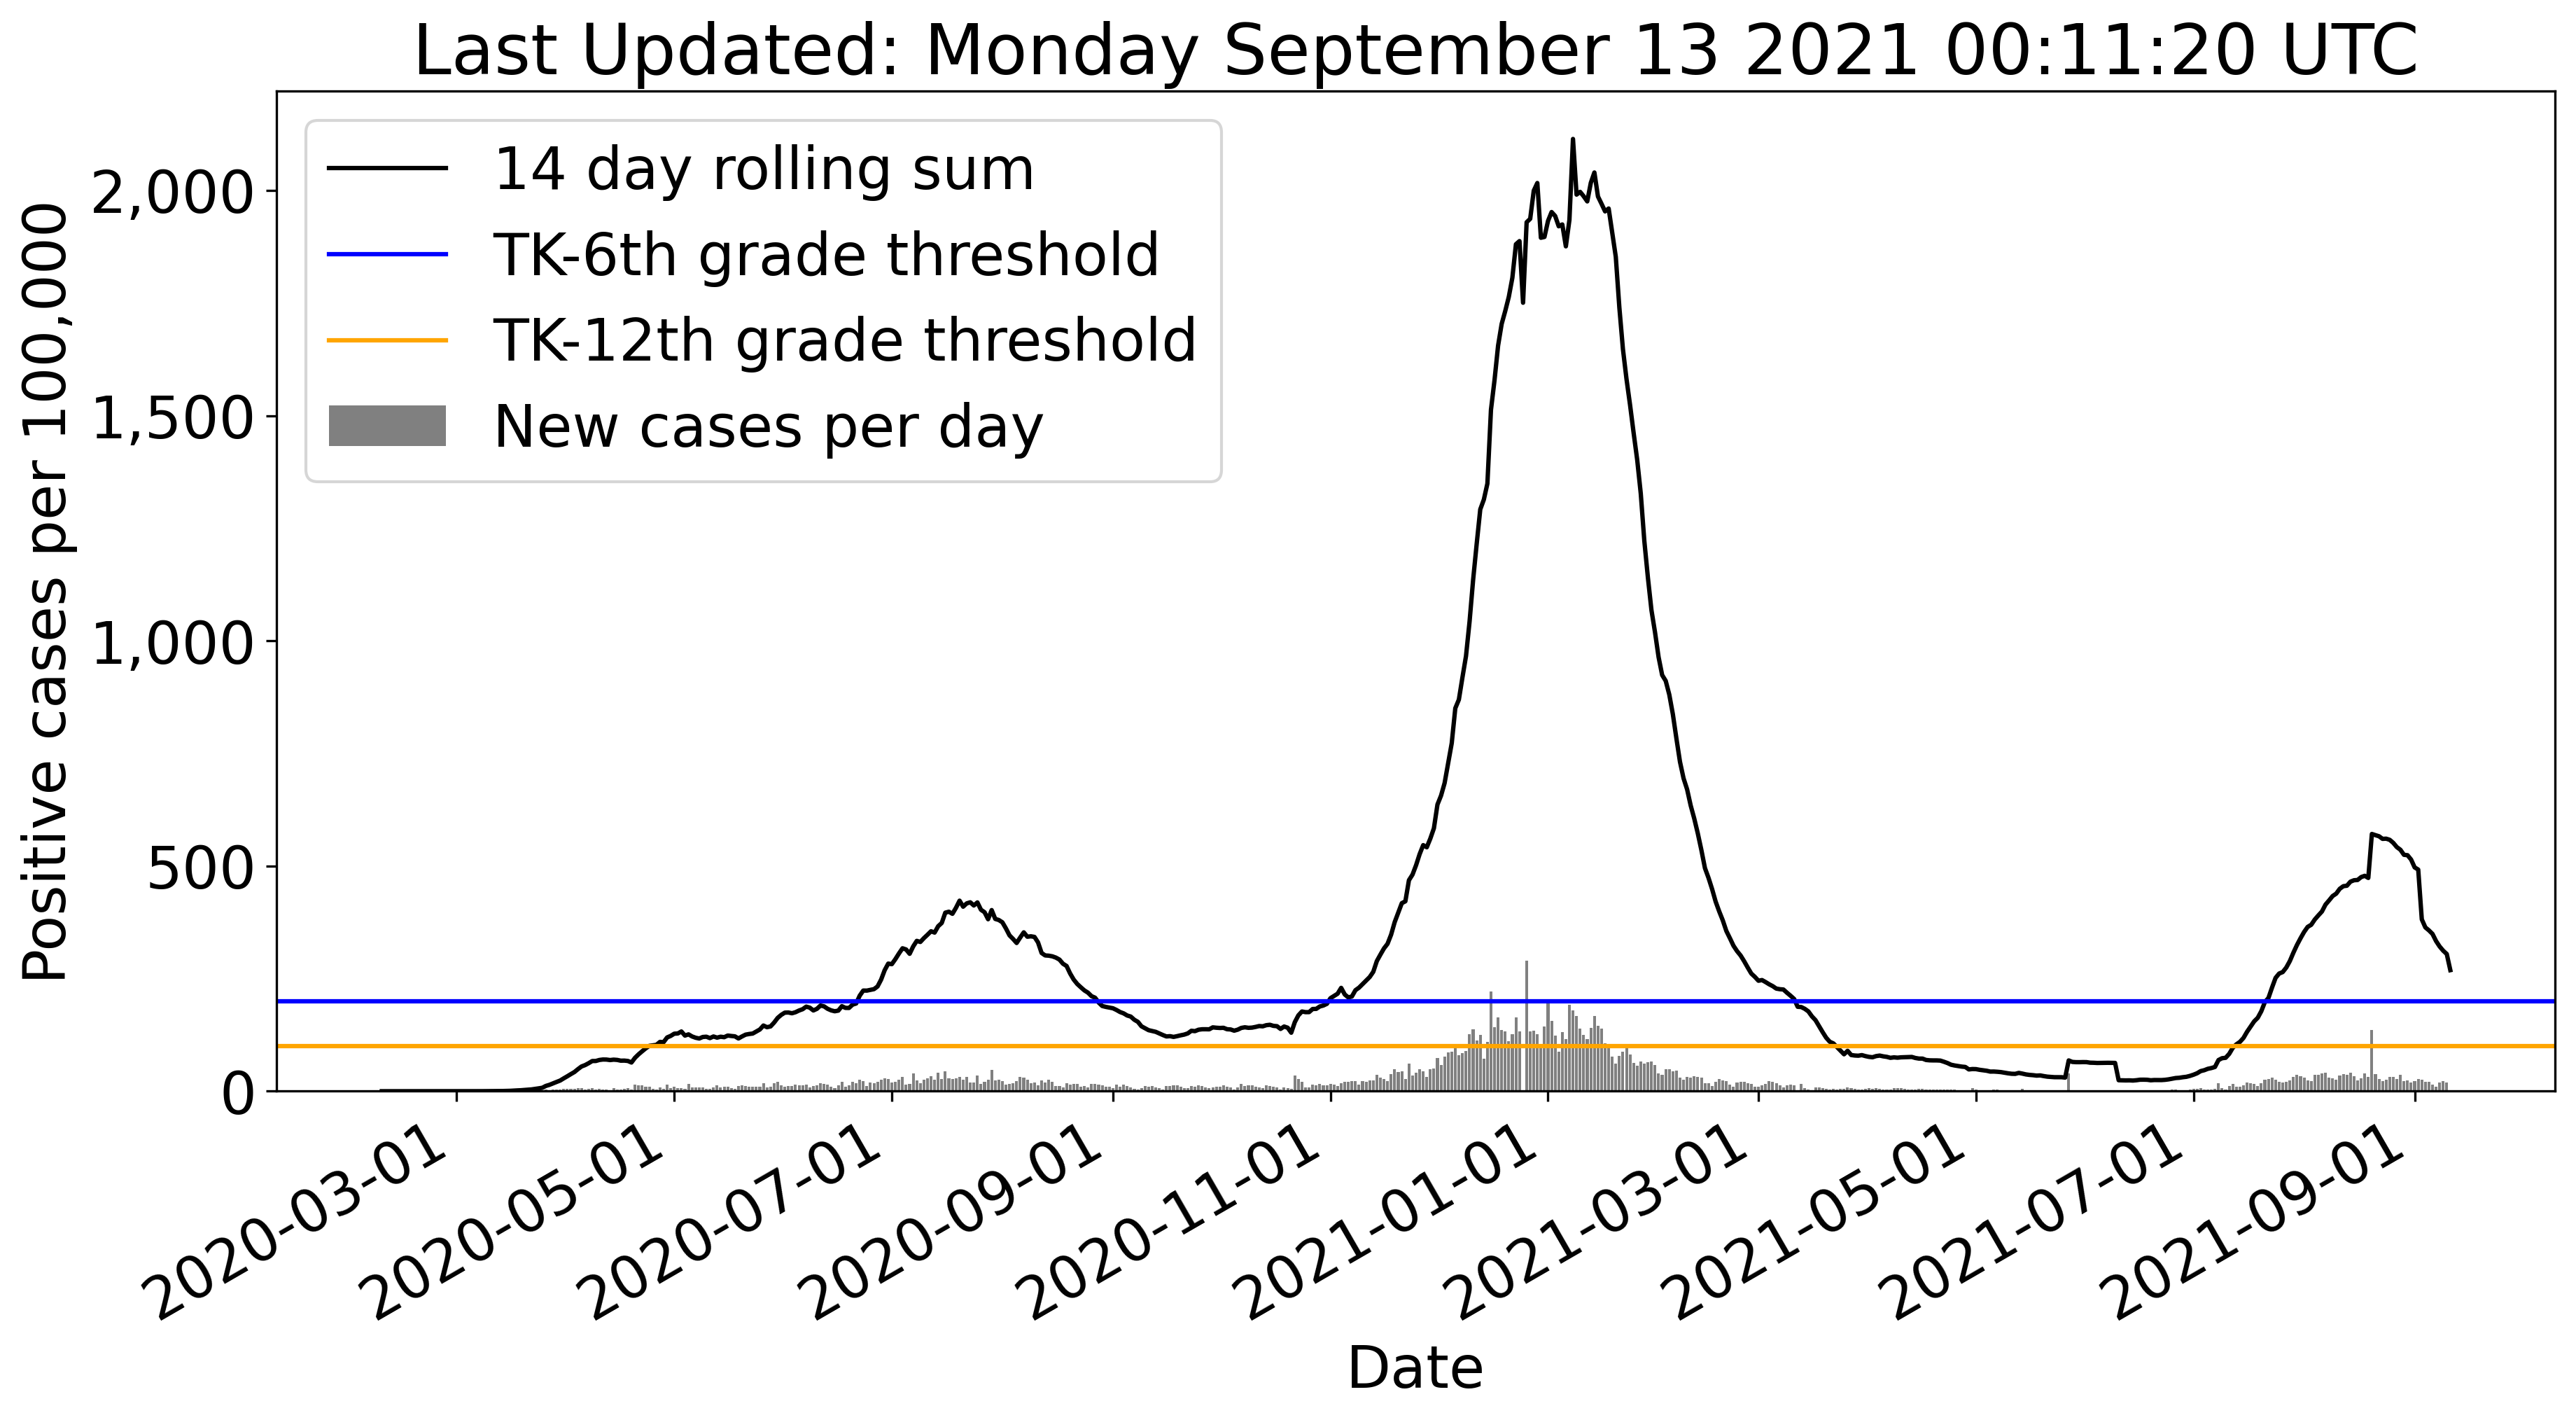 Last Updated: Monday September 13 2021 00:11:20 UTC
14 day rolling sum
TK-6th grade threshold
TK-12th grade threshold
New cases per day
Positive cases per 100,000
2,000
1,500
1,000
500
0
2020-03-01
2020-05-01
2020-07-01
2020-09-01
2020-11-01
2021-01-01
2021-03-01
2021-05-01
2021-07-01
2021-09-01
Date